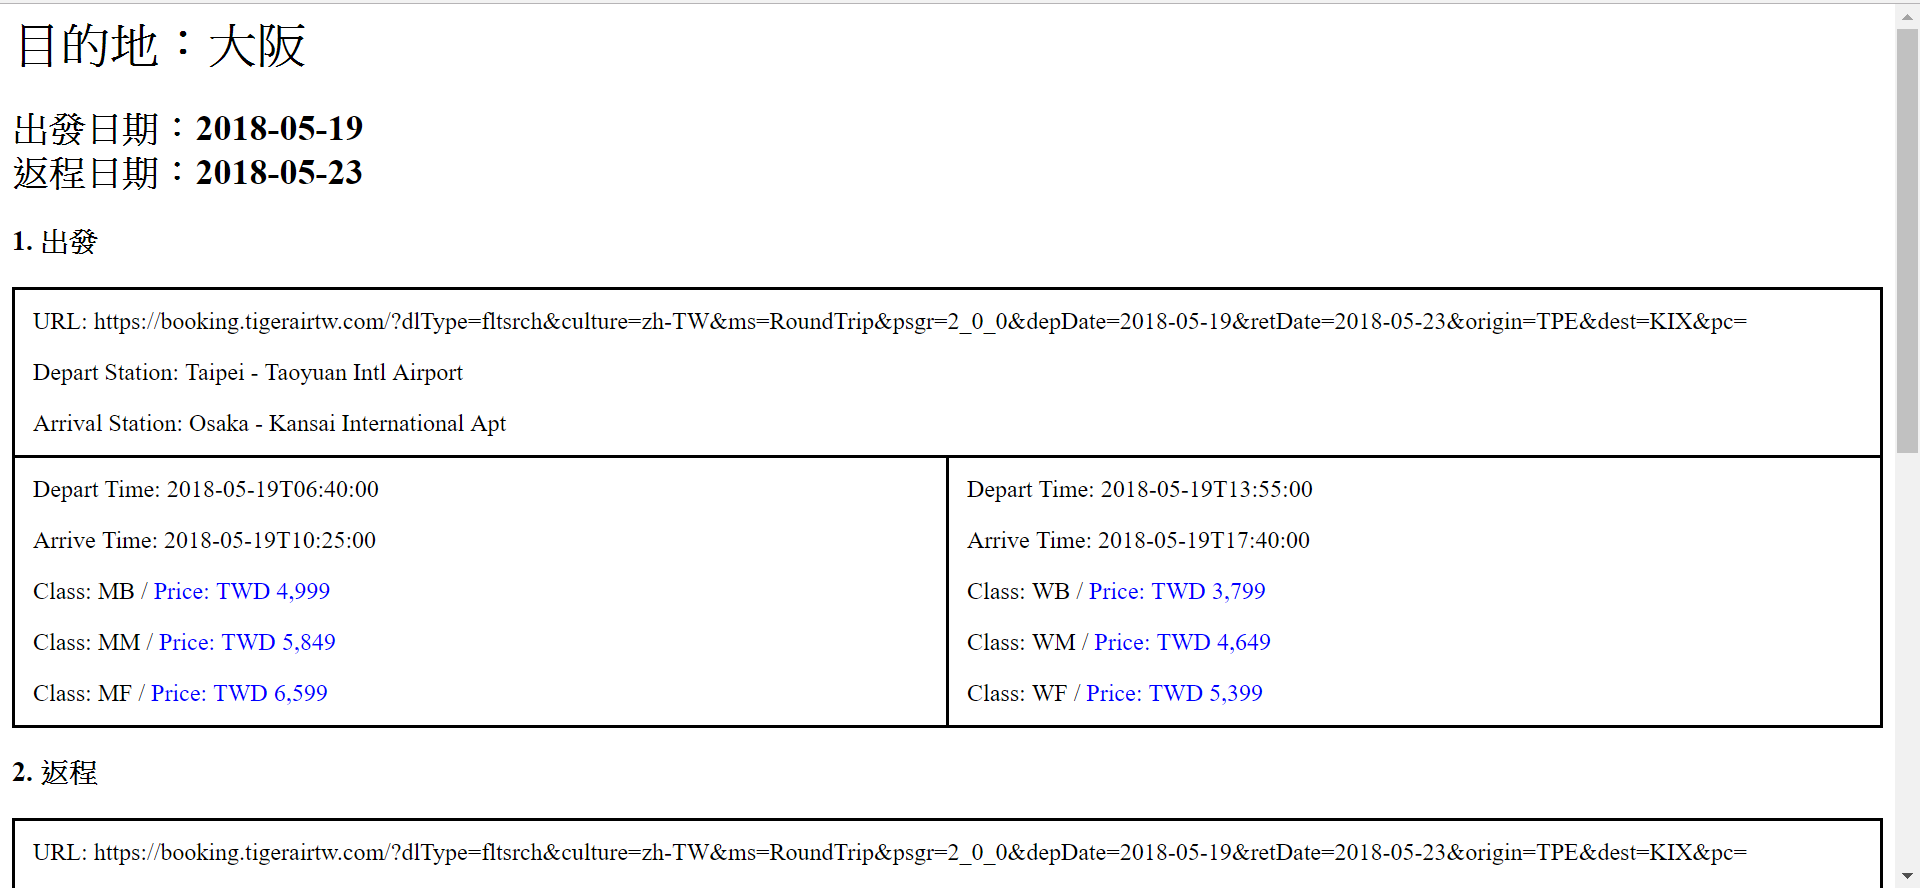 目的地：大阪
出發日期：2018-05-19
返程日期：2018-05-23
1. 出發
URL: https://booking.tigerairtw.com/?dlType=fltsrch&culture=zh-TW&ms=RoundTrip&psgr=2_0_0&depDate=2018-05-19&retDate=2018-05-23&origin=TPE&dest=KIX&pc=
Depart Station: Taipei - Taoyuan Intl Airport
Arrival Station: Osaka - Kansai International Apt
Depart Time: 2018-05-19T06:40:00
Arrive Time: 2018-05-19T10:25:00
Class: MB / Price: TWD 4,999
Class: MM / Price: TWD 5,849
Class: MF / Price: TWD 6,599
Depart Time: 2018-05-19T13:55:00
Arrive Time: 2018-05-19T17:40:00
Class: WB / Price: TWD 3,799
Class: WM / Price: TWD 4,649
Class: WF / Price: TWD 5,399
2. 返程
URL: https://booking.tigerairtw.com/?dlType=fltsrch&culture=zh-TW&ms=RoundTrip&psgr=2_0_0&depDate=2018-05-19&retDate=2018-05-23&origin=TPE&dest=KIX&pc=